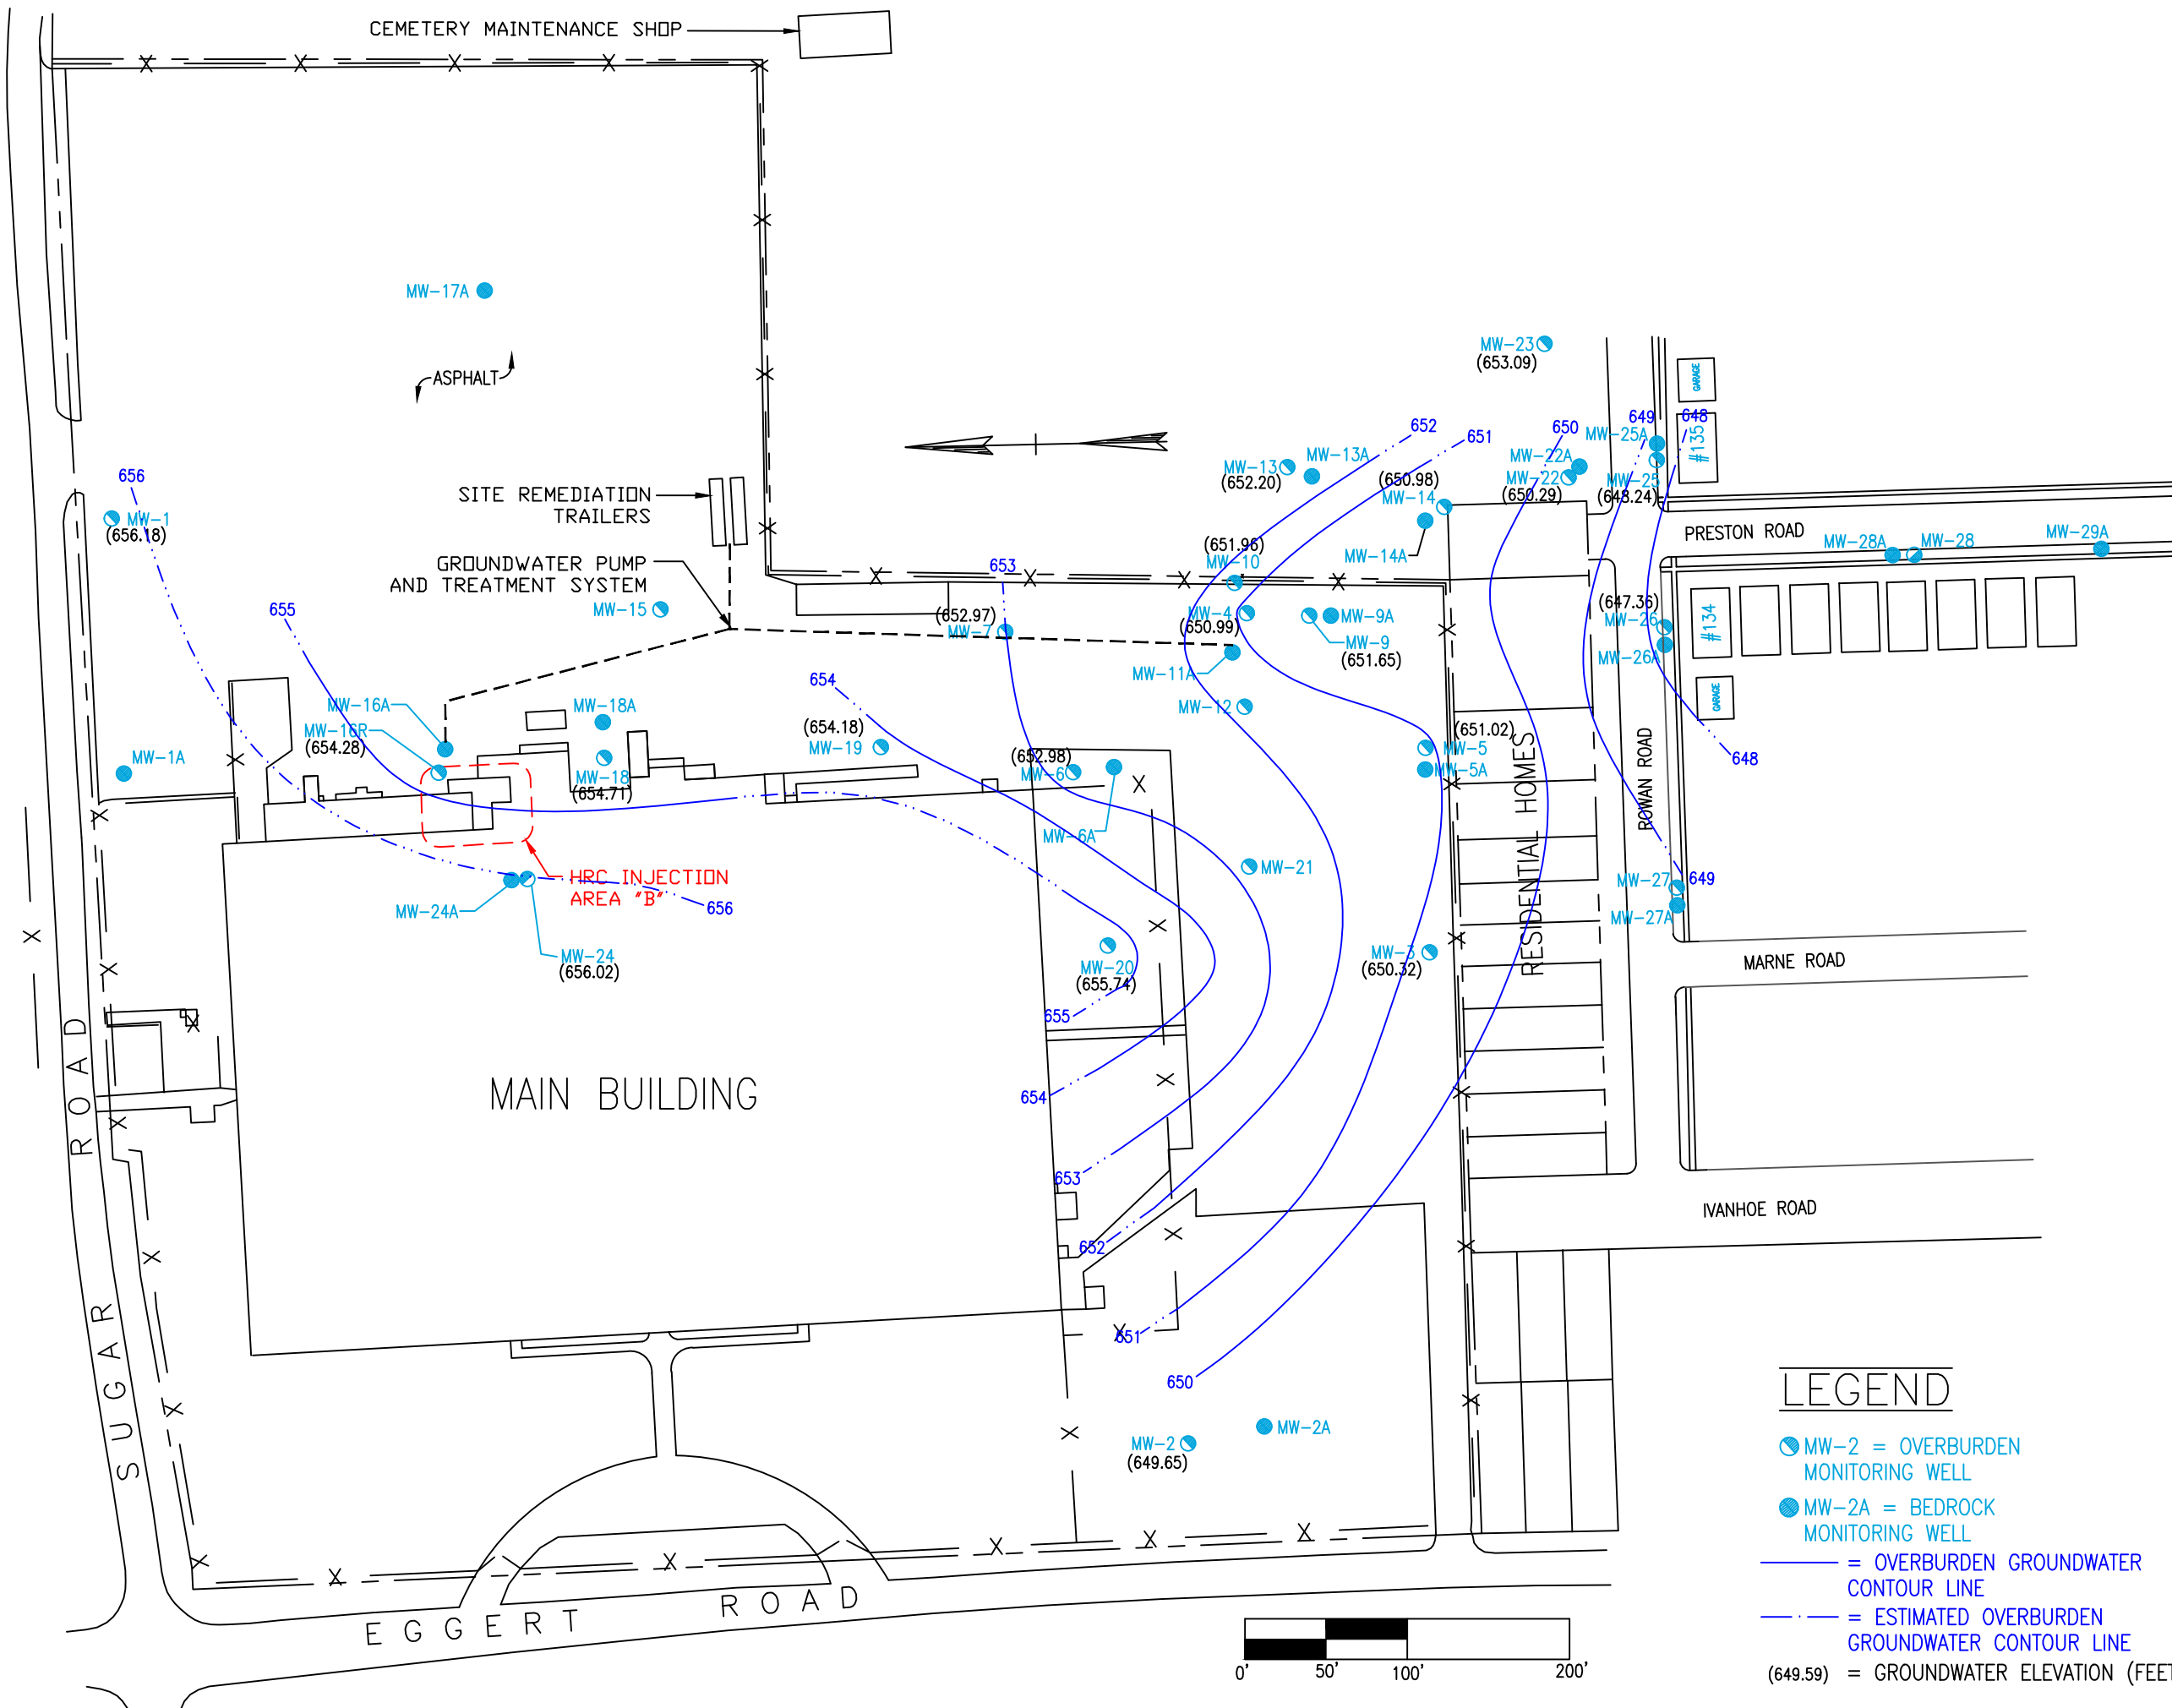 CEMETERY MAINTENANCE SHOP
MW-17A
ASPHALT
MW-23
(653.09)
GARAGE
#135
656
MW-1
(656.18)
SITE REMEDIATION
TRAILERS
GROUNDWATER PUMP
AND TREATMENT SYSTEM
MW-15
655
653
(652.97)
MW-7
652
651
650
649
648
MW-13
(652.20)
MW-13A
(650.98)
MW-14
MW-14A
MW-22A
MW-22
(650.29)
MW-25A
MW-25
(648.24)
PRESTON ROAD
MW-28A
MW-28
MW-29A
(651.96)
MW-10
MW-4
(650.99)
MW-9A
MW-9
(651.65)
MW-11A
MW-12
(647.36)
MW-26
MW-26A
#134
GARAGE
648
MW-1A
MW-16A
MW-16R
(654.28)
MW-18A
MW-18
(654.71)
654
(654.18)
MW-19
(652.98)
MW-6
MW-6A
(651.02)
MW-5
MW-5A
RESIDENTIAL HOMES
ROWAN ROAD
HRC INJECTION
AREA "B"
656
MW-24A
MW-24
(656.02)
MW-21
MW-20
(655.74)
655
MW-3
(650.32)
MW-27
649
MW-27A
MARNE ROAD
MAIN BUILDING
654
653
652
651
650
IVANHOE ROAD
SUGAR ROAD
MW-2
(649.65)
MW-2A
EGGERT ROAD
0' 50' 100' 200'
LEGEND
MW-2 = OVERBURDEN
MONITORING WELL
MW-2A = BEDROCK
MONITORING WELL
= OVERBURDEN GROUNDWATER
CONTOUR LINE
= ESTIMATED OVERBURDEN
GROUNDWATER CONTOUR LINE
(649.59) = GROUNDWATER ELEVATION (FEET